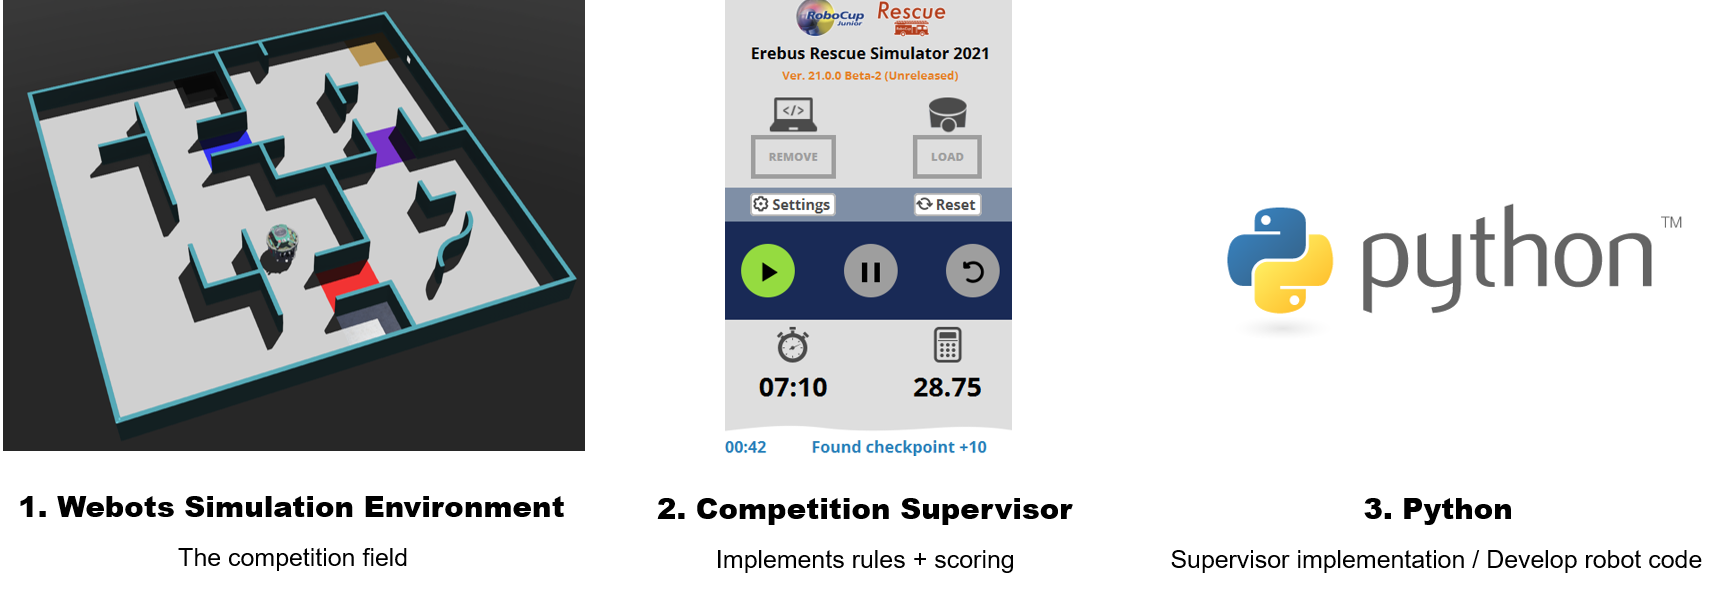 RoboCup
Junior
Rescue
Erebus Rescue Simulator 2021
Ver. 21.0.0 Beta-2 (Unreleased)
</>
REMOVE
LOAD
Settings
Reset
07:10
28.75
00:42
Found checkpoint +10
python
TM
1. Webots Simulation Environment
The competition field
2. Competition Supervisor
Implements rules + scoring
3. Python
Supervisor implementation / Develop robot code